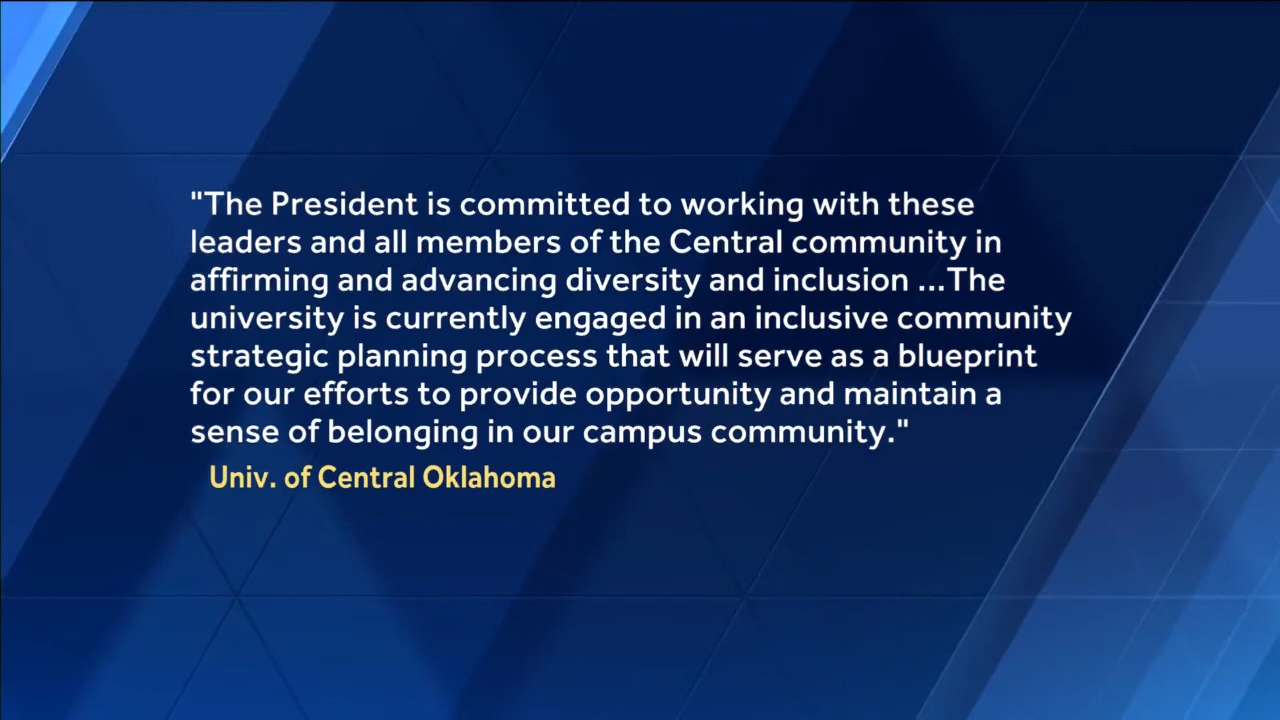 "The President is committed to working with these
leaders and all members of the Central community in
affirming and advancing diversity and inclusion ...The
university is currently engaged in an inclusive community
strategic planning process that will serve as a blueprint
for our efforts to provide opportunity and maintain a
sense of belonging in our campus community."
Univ. of Central Oklahoma